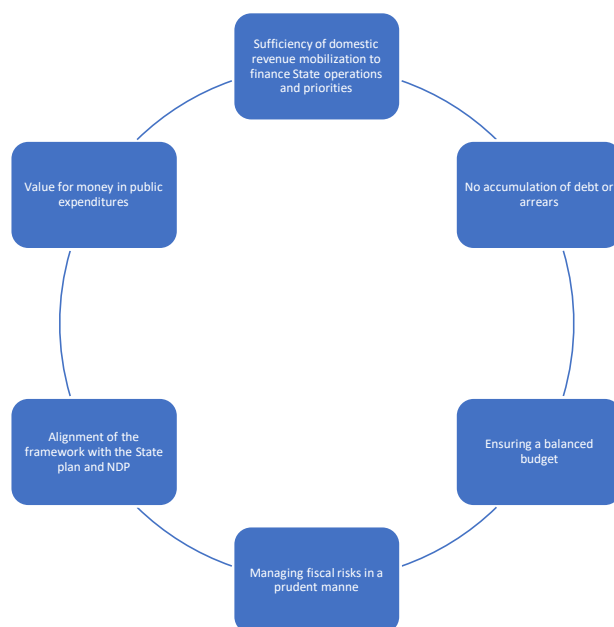 Sufficiency of domestic
revenue mobilization to
finance State operations
and priorities
No accumulation of debt or
arrears
Ensuring a balanced
budget
Managing fiscal risks in a
prudent manne
Alignment of the
framework with the State
plan and NDP
Value for money in public
expenditures